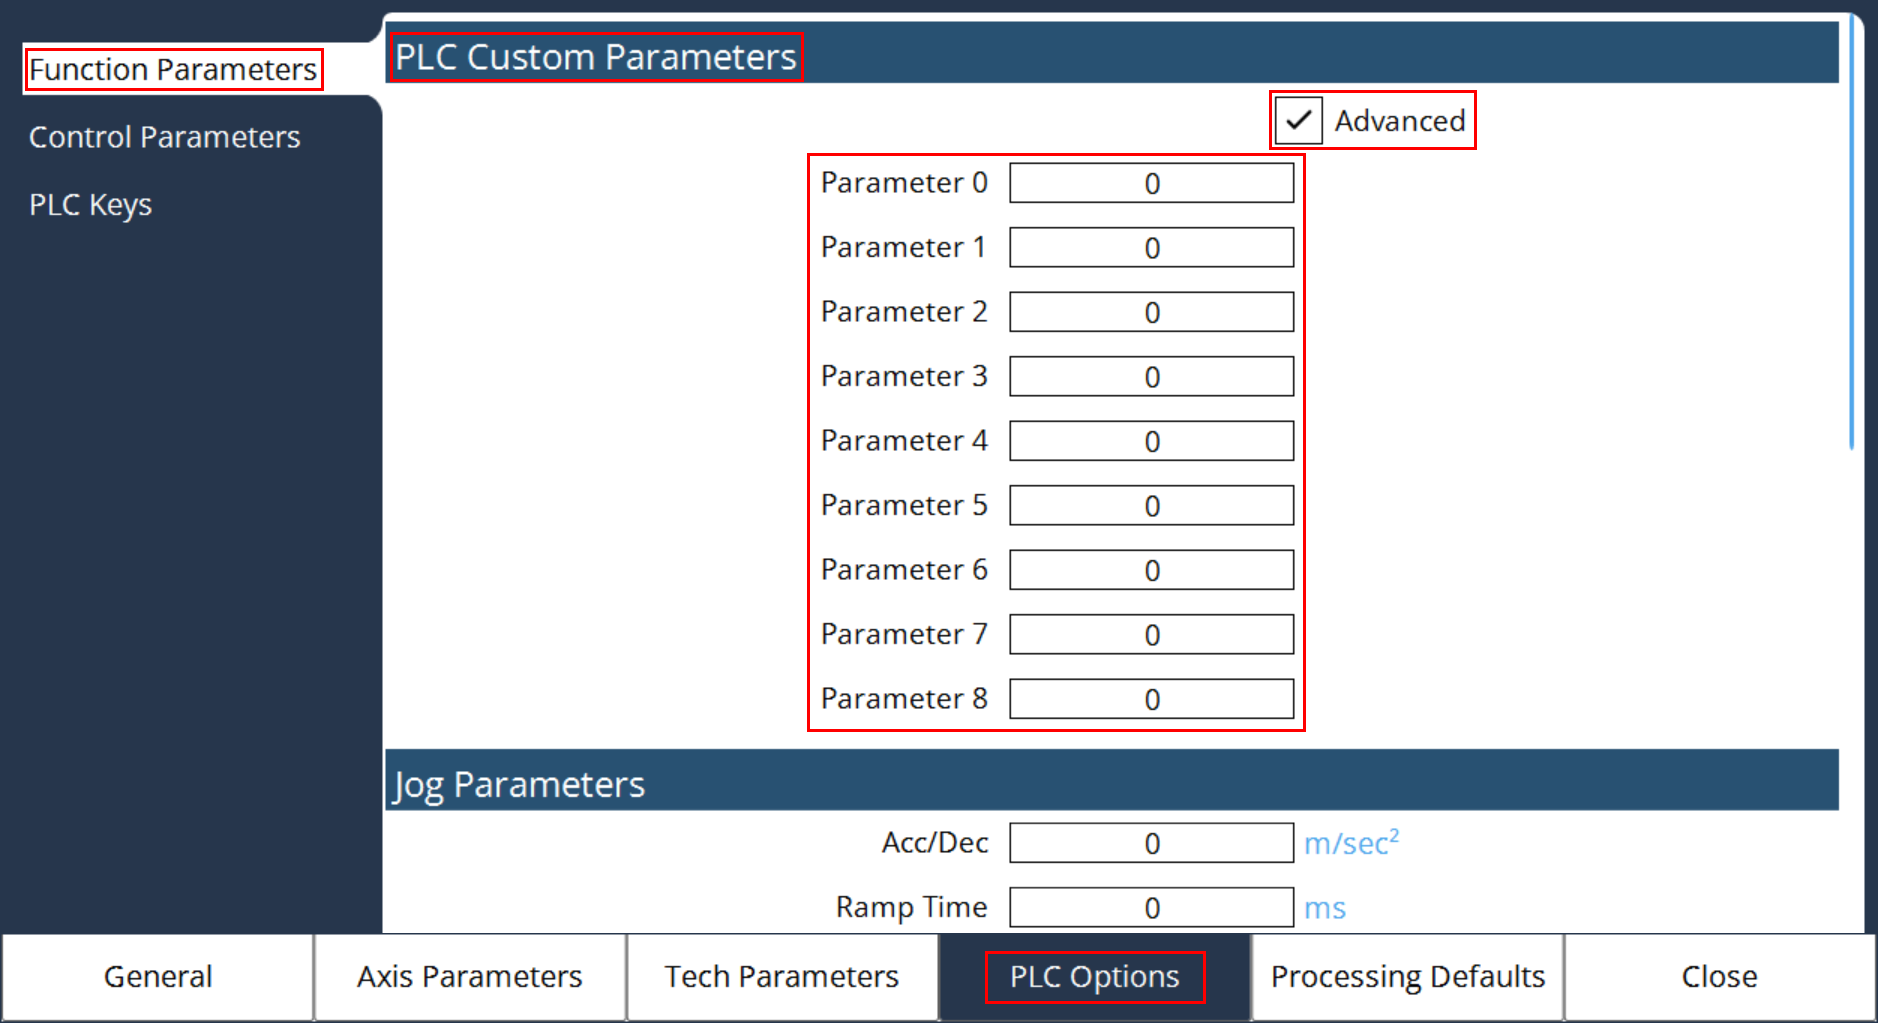 Function Parameters
Control Parameters
PLC Keys
PLC Custom Parameters
Advanced
Parameter 0 0
Parameter 1 0
Parameter 2 0
Parameter 3 0
Parameter 4 0
Parameter 5 0
Parameter 6 0
Parameter 7 0
Parameter 8 0
Jog Parameters
Acc/Dec 0 m/sec²
Ramp Time 0 ms
General Axis Parameters Tech Parameters PLC Options Processing Defaults Close